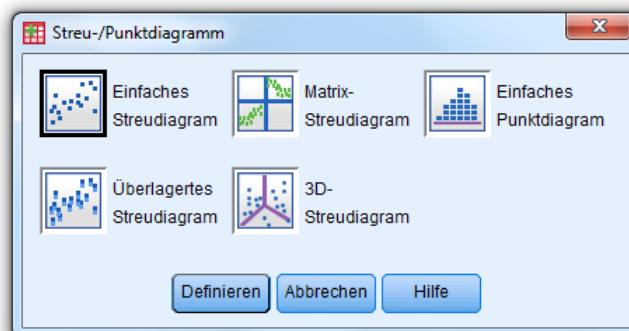 Streu-/Punktdiagramm
Einfaches
Streudiagram
Matrix-
Streudiagram
Einfaches
Punktdiagram
Überlagertes
Streudiagram
3D-
Streudiagram
Definieren
Abbrechen
Hilfe